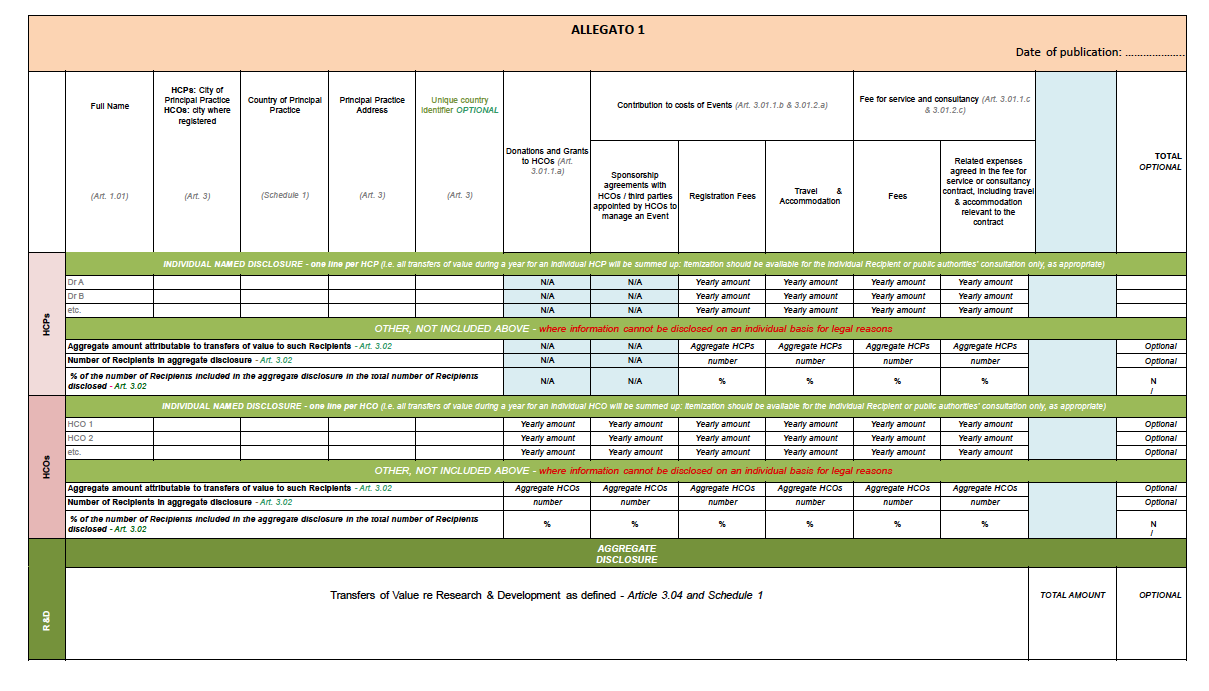 ALLEGATO 1
Date of publication: ...................
Full Name
(Art. 1.01)
HCPs: City of
Principal Practice
HCOs: city where
registered
(Art. 3)
Country of Principal
Practice
(Schedule 1)
Principal Practice
Address
(Art. 3)
Unique country
identifier OPTIONAL
(Art. 3)
Donations and Grants
to HCOs (Art.
3.01.1.a)
Contribution to costs of Events (Art. 3.01.1.b & 3.01.2.a)
Sponsorship
agreements with
HCOs / third parties
appointed by HCOs to
manage an Event
Registration Fees
Travel &
Accommodation
Fee for service and consultancy (Art. 3.01.1.c
& 3.01.2.c)
Fees
Related expenses
agreed in the fee for
service or consultancy
contract, including travel
& accommodation
relevant to the
contract
TOTAL
OPTIONAL
HCPs
INDIVIDUAL NAMED DISCLOSURE - one line per HCP (i.e. all transfers of value during a year for an individual HCP will be summed up: itemization should be available for the individual Recipient or public authorities' consultation only, as appropriate)
Dr A N/A N/A Yearly amount Yearly amount Yearly amount Yearly amount
Dr B N/A N/A Yearly amount Yearly amount Yearly amount Yearly amount
etc. N/A N/A Yearly amount Yearly amount Yearly amount Yearly amount
OTHER, NOT INCLUDED ABOVE - where information cannot be disclosed on an individual basis for legal reasons
Aggregate amount attributable to transfers of value to such Recipients - Art. 3.02 N/A N/A Aggregate HCPs Aggregate HCPs Aggregate HCPs Aggregate HCPs Optional
Number of Recipients in aggregate disclosure - Art. 3.02 N/A N/A number number number number Optional
% of the number of Recipients included in the aggregate disclosure in the total number of Recipients
disclosed - Art. 3.02 N/A N/A % % % % N
/
HCOs
INDIVIDUAL NAMED DISCLOSURE - one line per HCO (i.e. all transfers of value during a year for an individual HCO will be summed up: itemization should be available for the individual Recipient or public authorities' consultation only, as appropriate)
HCO 1 Yearly amount Yearly amount Yearly amount Yearly amount Yearly amount Yearly amount Optional
HCO 2 Yearly amount Yearly amount Yearly amount Yearly amount Yearly amount Yearly amount Optional
etc. Yearly amount Yearly amount Yearly amount Yearly amount Yearly amount Yearly amount Optional
OTHER, NOT INCLUDED ABOVE - where information cannot be disclosed on an individual basis for legal reasons
Aggregate amount attributable to transfers of value to such Recipients - Art. 3.02 Aggregate HCOs Aggregate HCOs Aggregate HCOs Aggregate HCOs Aggregate HCOs Aggregate HCOs Optional
Number of Recipients in aggregate disclosure - Art. 3.02 number number number number number number Optional
% of the number of Recipients included in the aggregate disclosure in the total number of Recipients
disclosed - Art. 3.02 % % % % % % N
/
R &D
AGGREGATE
DISCLOSURE
Transfers of Value re Research & Development as defined - Article 3.04 and Schedule 1 TOTAL AMOUNT OPTIONAL